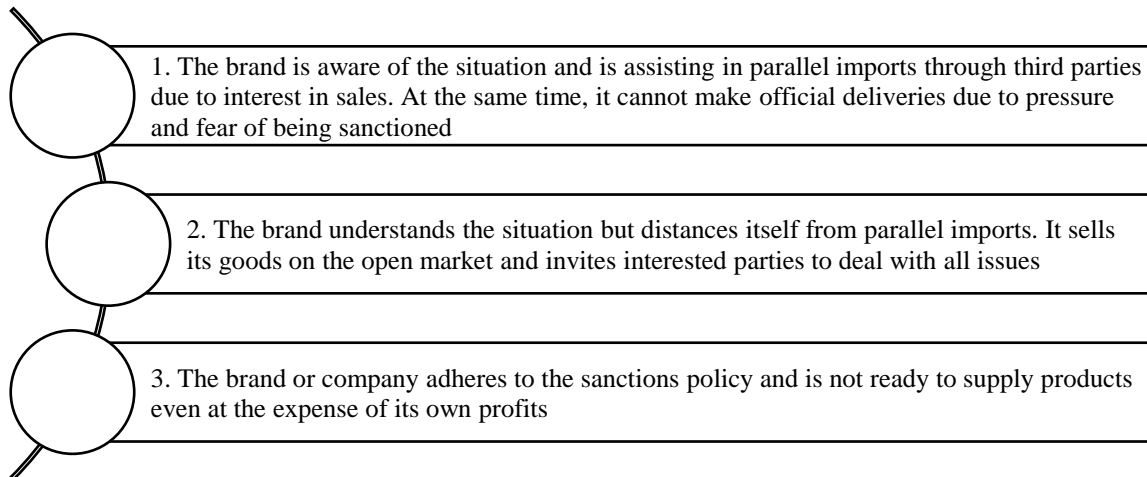 1. The brand is aware of the situation and is assisting in parallel imports through third parties
due to interest in sales. At the same time, it cannot make official deliveries due to pressure
and fear of being sanctioned
2. The brand understands the situation but distances itself from parallel imports. It sells
its goods on the open market and invites interested parties to deal with all issues
3. The brand or company adheres to the sanctions policy and is not ready to supply products
even at the expense of its own profits